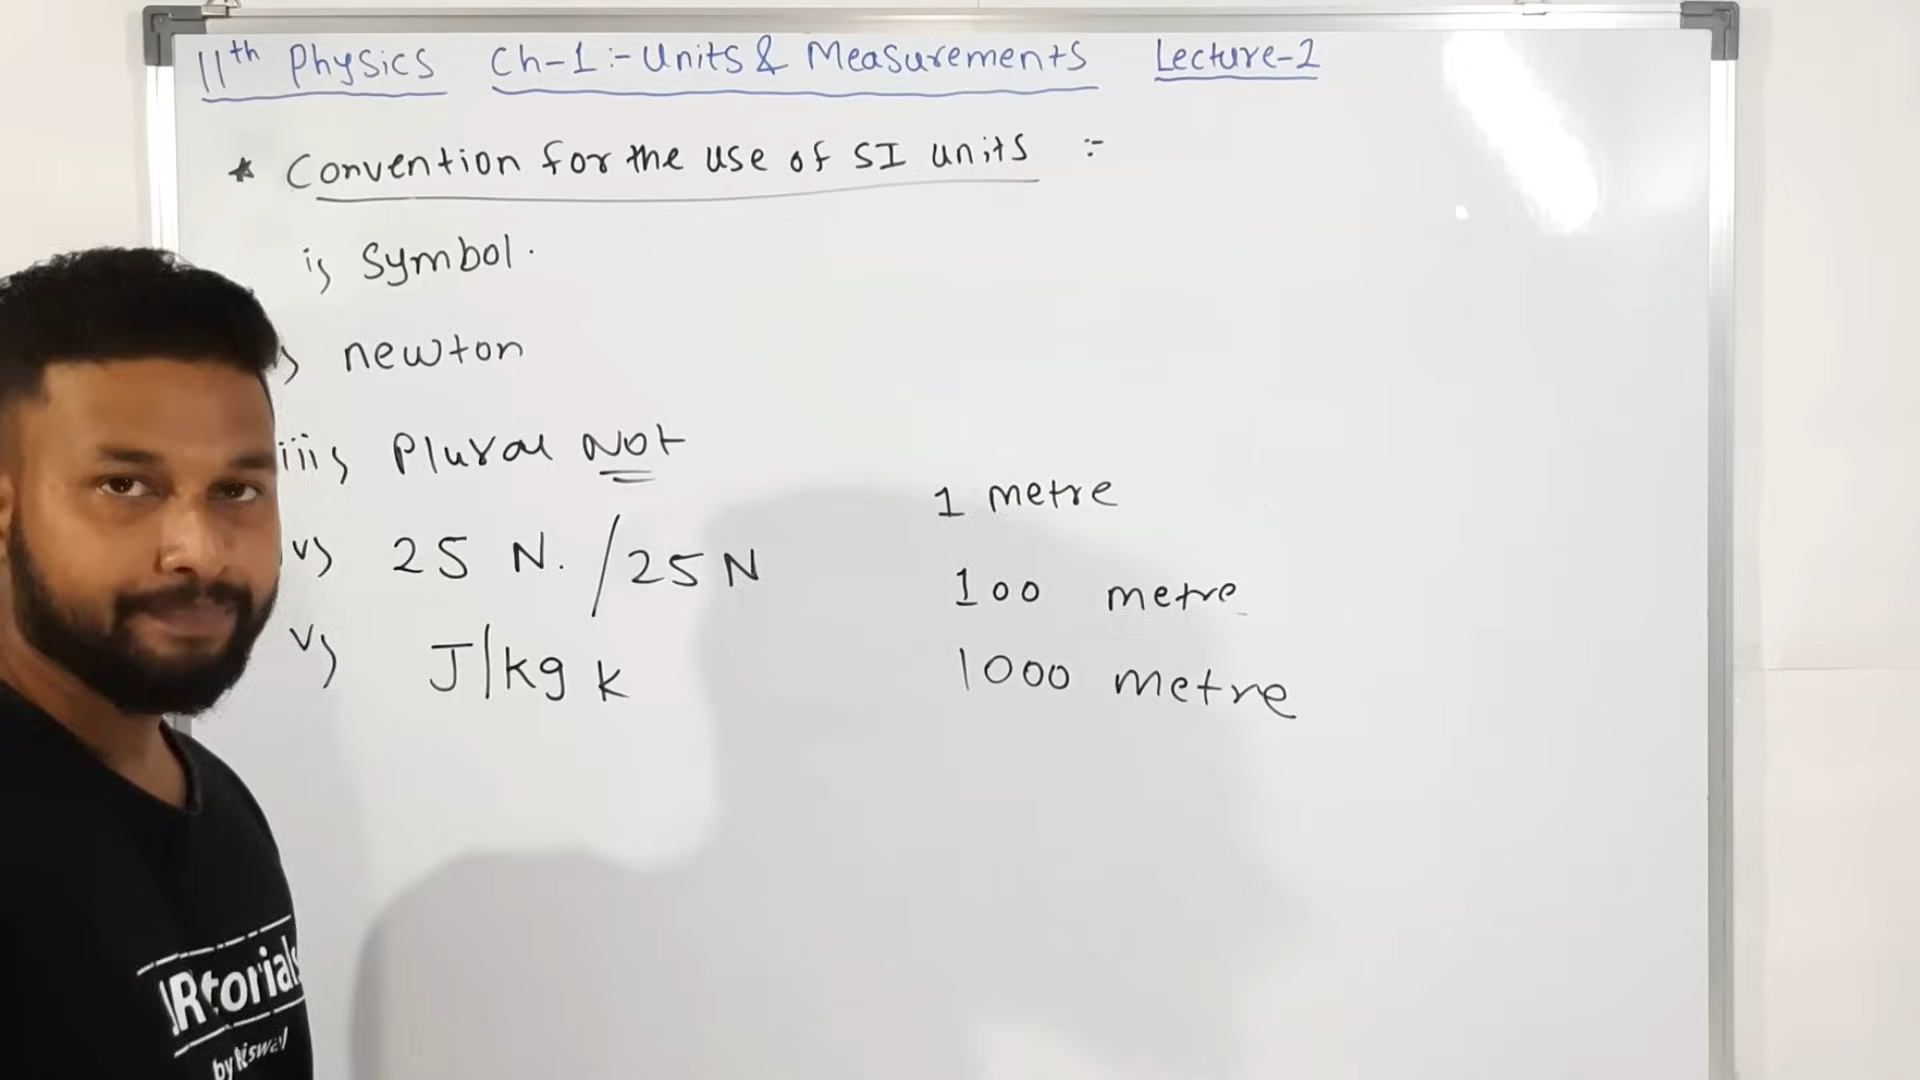 11th Physics Ch-1:- Units & Measurements Lecture-2
* Convention for the use of SI units :-
i) Symbol.
) newton
iii) Plural Not
v) 25 N. / 25 N
v) J/kg k
1 metre
100 metre
1000 metre
Rtorials
by